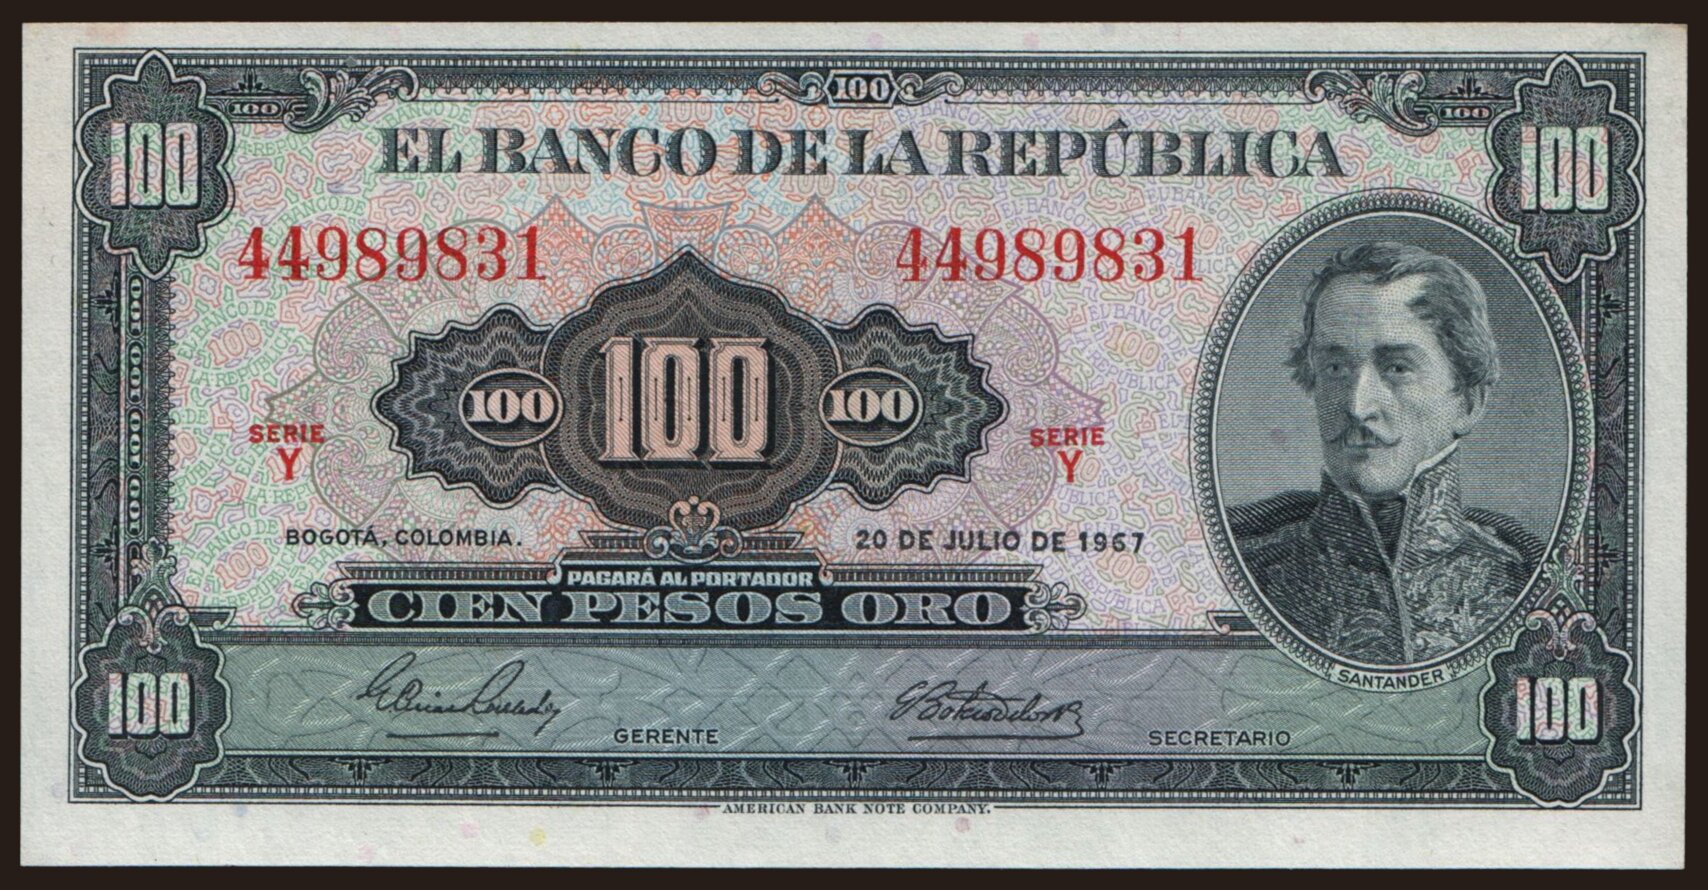 100
100 100
100 100
EL BANCO DE LA REPÚBLICA
44989831 44989831
100 100 100
SERIE SERIE
Y Y
BOGOTÁ, COLOMBIA. 20 DE JULIO DE 1967
PAGARÁ AL PORTADOR
CIEN PESOS ORO
SANTANDER
100 100
GERENTE SECRETARIO
AMERICAN BANK NOTE COMPANY.